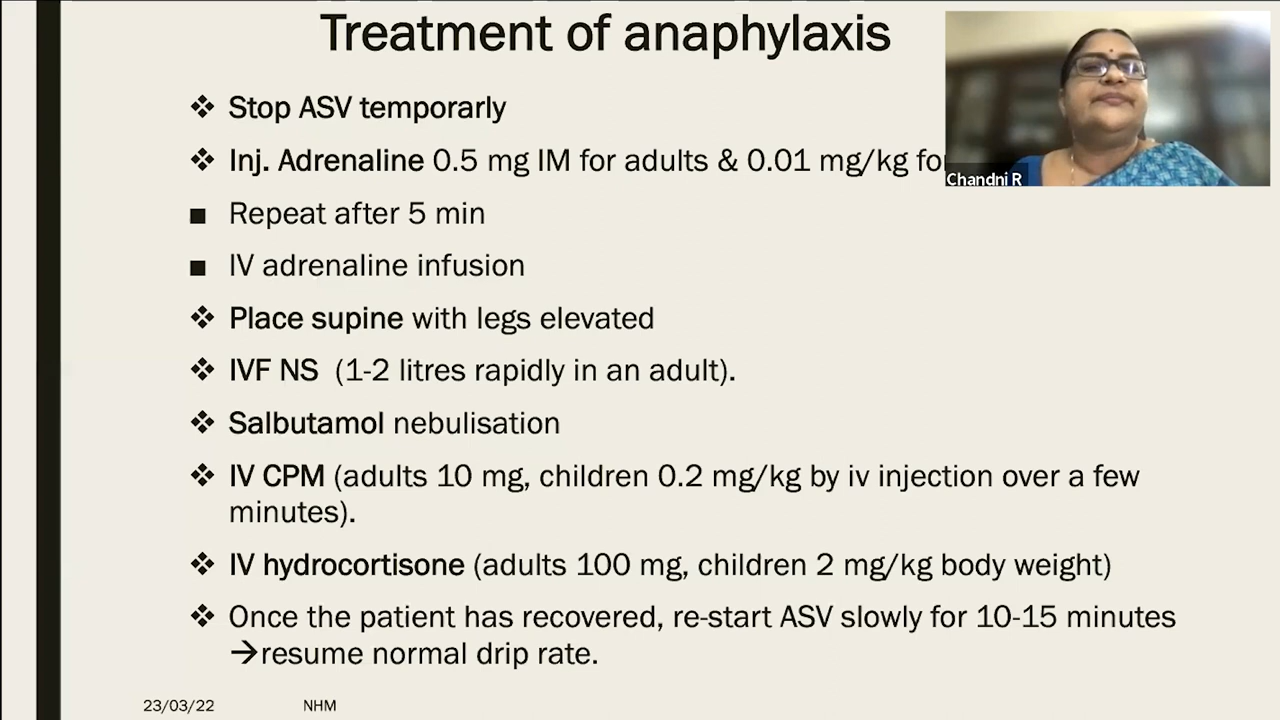 Treatment of anaphylaxis
❖ Stop ASV temporarly
❖ Inj. Adrenaline 0.5 mg IM for adults & 0.01 mg/kg for
Chandni R
■ Repeat after 5 min
■ IV adrenaline infusion
❖ Place supine with legs elevated
❖ IVF NS (1-2 litres rapidly in an adult).
❖ Salbutamol nebulisation
❖ IV CPM (adults 10 mg, children 0.2 mg/kg by iv injection over a few
minutes).
❖ IV hydrocortisone (adults 100 mg, children 2 mg/kg body weight)
❖ Once the patient has recovered, re-start ASV slowly for 10-15 minutes
→resume normal drip rate.
23/03/22 NHM